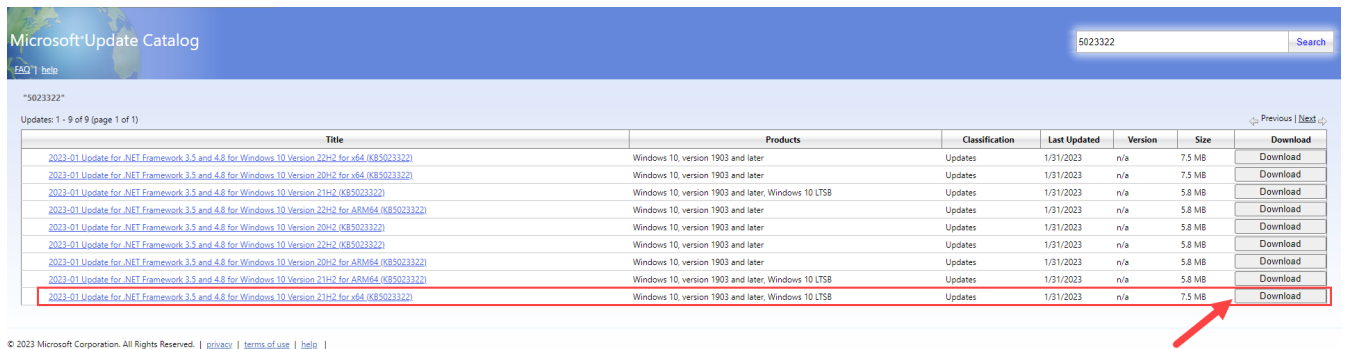 Microsoft Update Catalog
5023322 Search
FAQ | help
"5023322"
Updates: 1 - 9 of 9 (page 1 of 1) Previous | Next
Title Products Classification Last Updated Version Size Download
2023-01 Update for .NET Framework 3.5 and 4.8 for Windows 10 Version 22H2 for x64 (KB5023322) Windows 10, version 1903 and later Updates 1/31/2023 n/a 7.5 MB Download
2023-01 Update for .NET Framework 3.5 and 4.8 for Windows 10 Version 20H2 for x64 (KB5023322) Windows 10, version 1903 and later Updates 1/31/2023 n/a 7.5 MB Download
2023-01 Update for .NET Framework 3.5 and 4.8 for Windows 10 Version 21H2 (KB5023322) Windows 10, version 1903 and later, Windows 10 LTSB Updates 1/31/2023 n/a 5.8 MB Download
2023-01 Update for .NET Framework 3.5 and 4.8 for Windows 10 Version 22H2 for ARM64 (KB5023322) Windows 10, version 1903 and later Updates 1/31/2023 n/a 5.8 MB Download
2023-01 Update for .NET Framework 3.5 and 4.8 for Windows 10 Version 20H2 (KB5023322) Windows 10, version 1903 and later Updates 1/31/2023 n/a 5.8 MB Download
2023-01 Update for .NET Framework 3.5 and 4.8 for Windows 10 Version 22H2 (KB5023322) Windows 10, version 1903 and later Updates 1/31/2023 n/a 5.8 MB Download
2023-01 Update for .NET Framework 3.5 and 4.8 for Windows 10 Version 20H2 for ARM64 (KB5023322) Windows 10, version 1903 and later Updates 1/31/2023 n/a 5.8 MB Download
2023-01 Update for .NET Framework 3.5 and 4.8 for Windows 10 Version 21H2 for ARM64 (KB5023322) Windows 10, version 1903 and later, Windows 10 LTSB Updates 1/31/2023 n/a 5.8 MB Download
2023-01 Update for .NET Framework 3.5 and 4.8 for Windows 10 Version 21H2 for x64 (KB5023322) Windows 10, version 1903 and later, Windows 10 LTSB Updates 1/31/2023 n/a 7.5 MB Download
© 2023 Microsoft Corporation. All Rights Reserved. | privacy | terms of use | help |